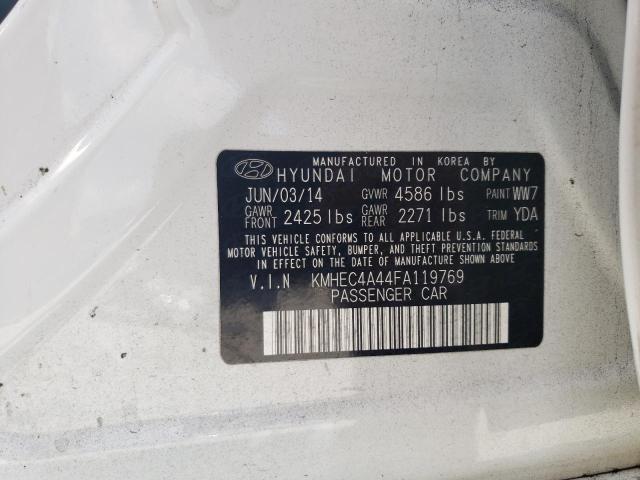 MANUFACTURED IN KOREA BY
HYUNDAI MOTOR COMPANY
JUN/03/14 GVWR 4586 lbs PAINT WW7
GAWR FRONT 2425 lbs GAWR REAR 2271 lbs TRIM YDA
THIS VEHICLE CONFORMS TO ALL APPLICABLE U.S.A. FEDERAL
MOTOR VEHICLE SAFETY, BUMPER, AND THEFT PREVENTION STANDARDS
IN EFFECT ON THE DATE OF MANUFACTURE SHOWN ABOVE.
V.I.N KMHEC4A44FA119769
PASSENGER CAR